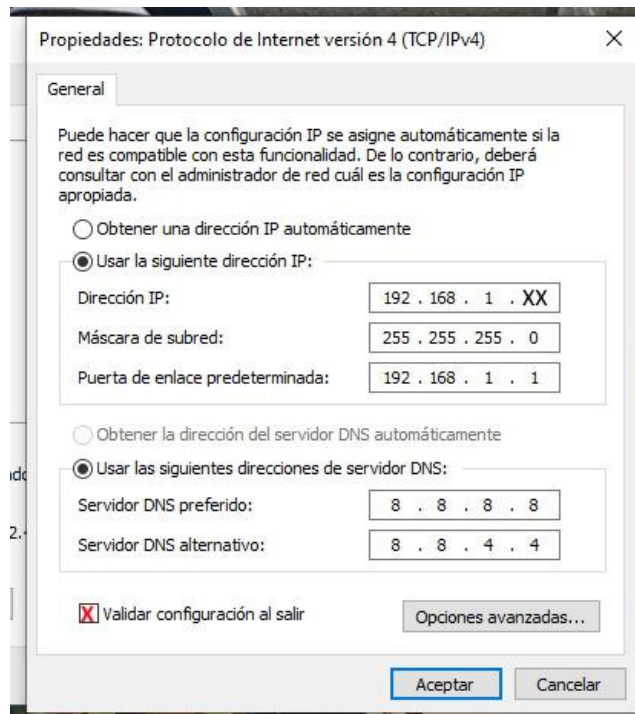 Propiedades: Protocolo de Internet versión 4 (TCP/IPv4)
General
Puede hacer que la configuración IP se asigne automáticamente si la
red es compatible con esta funcionalidad. De lo contrario, deberá
consultar con el administrador de red cuál es la configuración IP
apropiada.
Obtener una dirección IP automáticamente
Usar la siguiente dirección IP:
Dirección IP: 192 . 168 . 1 . XX
Máscara de subred: 255 . 255 . 255 . 0
Puerta de enlace predeterminada: 192 . 168 . 1 . 1
Obtener la dirección del servidor DNS automáticamente
Usar las siguientes direcciones de servidor DNS:
Servidor DNS preferido: 8 . 8 . 8 . 8
Servidor DNS alternativo: 8 . 8 . 4 . 4
X Validar configuración al salir Opciones avanzadas...
Aceptar Cancelar